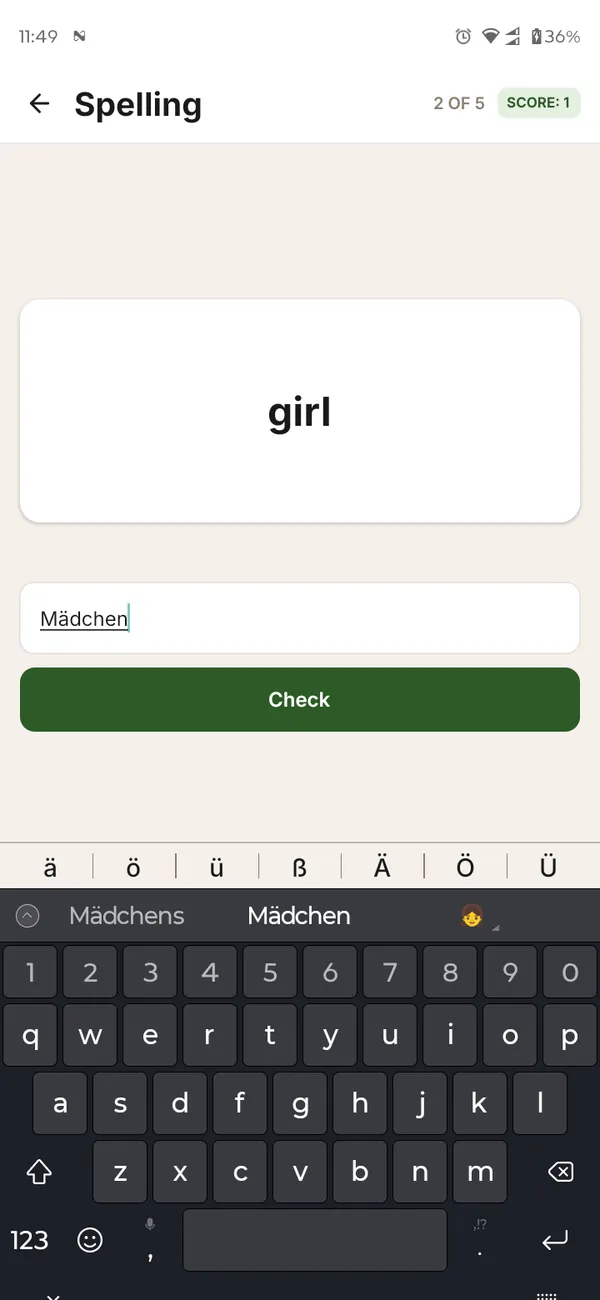 11:49 36%
Spelling 2 OF 5 SCORE: 1
girl
Mädchen
Check
ä ö ü ß Ä Ö Ü
Mädchens Mädchen
1 2 3 4 5 6 7 8 9 0
q w e r t y u i o p
a s d f g h j k l
z x c v b n m
123 , ,!? .